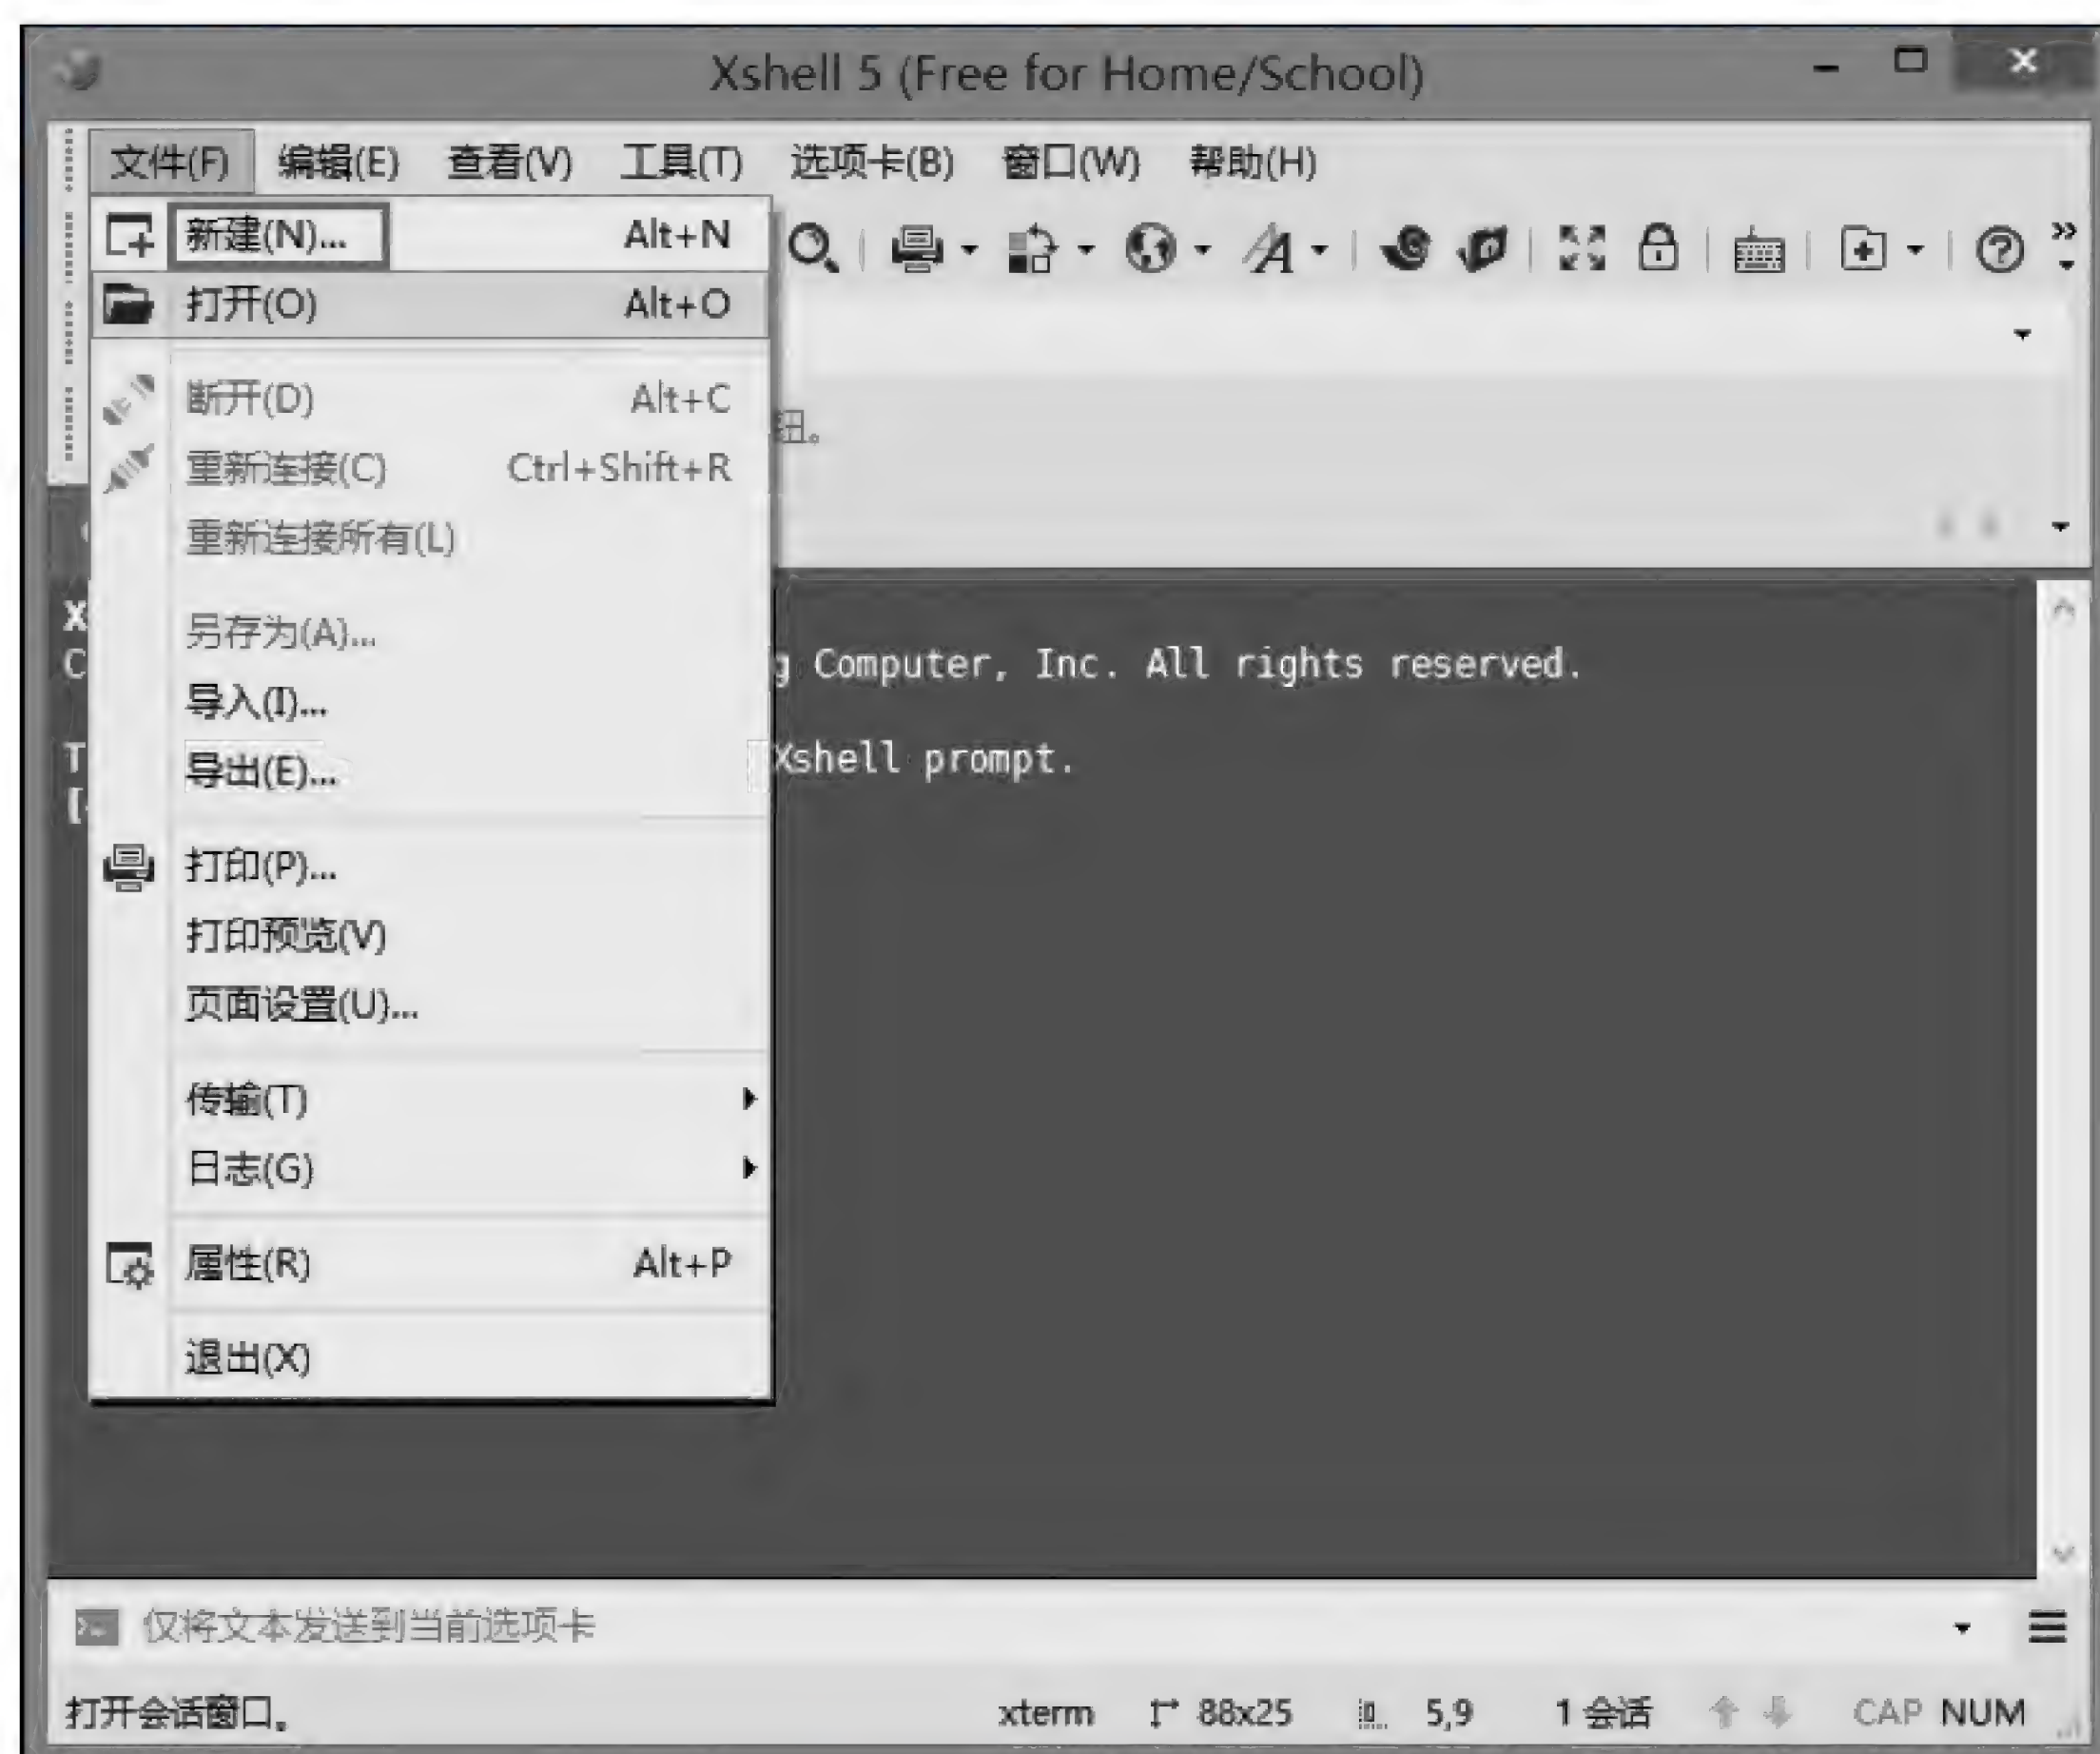 Xshell 5 (Free for Home/School)
文件(F) 编辑(E) 查看(V) 工具(T) 选项卡(B) 窗口(W) 帮助(H)
新建(N)... Alt+N
打开(O) Alt+O
断开(D) Alt+C
钮。
重新连接(C) Ctrl+Shift+R
重新连接所有(L)
X
另存为(A)...
C g Computer, Inc. All rights reserved.
导入(I)...
T Xshell prompt.
导出(E)...
[
打印(P)...
打印预览(V)
页面设置(U)...
传输(T)
日志(G)
属性(R) Alt+P
退出(X)
仅将文本发送到当前选项卡
打开会话窗口。 xterm 88x25 5,9 1 会话 CAP NUM